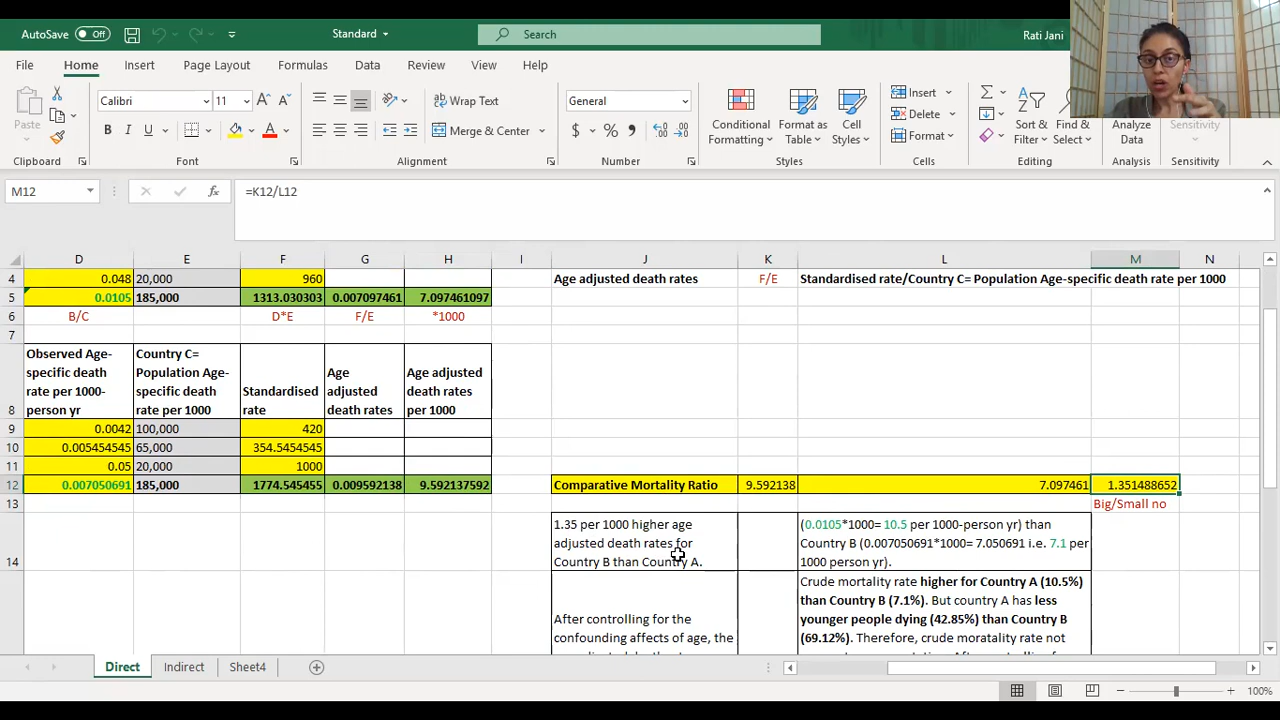 AutoSave Off Standard Search Rati Jani
File Home Insert Page Layout Formulas Data Review View Help
Paste Calibri 11 Wrap Text General Insert
B I U A Merge & Center $ % 9 Conditional Formatting Format as Table Cell Styles Delete Format Sort & Filter Find & Select Analyze Data Sensitivity
Clipboard Font Alignment Number Styles Cells Editing Analysis Sensitivity
M12 fx =K12/L12
D E F G H I J K L M N
4 0.048 20,000 960 Age adjusted death rates F/E Standardised rate/Country C= Population Age-specific death rate per 1000
5 0.0105 185,000 1313.030303 0.007097461 7.097461097
6 B/C D*E F/E *1000
7
8
Observed Age-
specific death
rate per 1000-
person yr
Country C=
Population Age-
specific death
rate per 1000
Standardised
rate
Age
adjusted
death rates
Age adjusted
death rates
per 1000
9 0.0042 100,000 420
10 0.005454545 65,000 354.5454545
11 0.05 20,000 1000
12 0.007050691 185,000 1774.545455 0.009592138 9.592137592 Comparative Mortality Ratio 9.592138 7.097461 1.351488652
13 Big/Small no
14
1.35 per 1000 higher age
adjusted death rates for
Country B than Country A.
(0.0105*1000= 10.5 per 1000-person yr) than
Country B (0.007050691*1000= 7.050691 i.e. 7.1 per
1000 person yr).
After controlling for the
confounding affects of age, the
Crude mortality rate higher for Country A (10.5%)
than Country B (7.1%). But country A has less
younger people dying (42.85%) than Country B
(69.12%). Therefore, crude moratality rate not
Direct Indirect Sheet4
100%